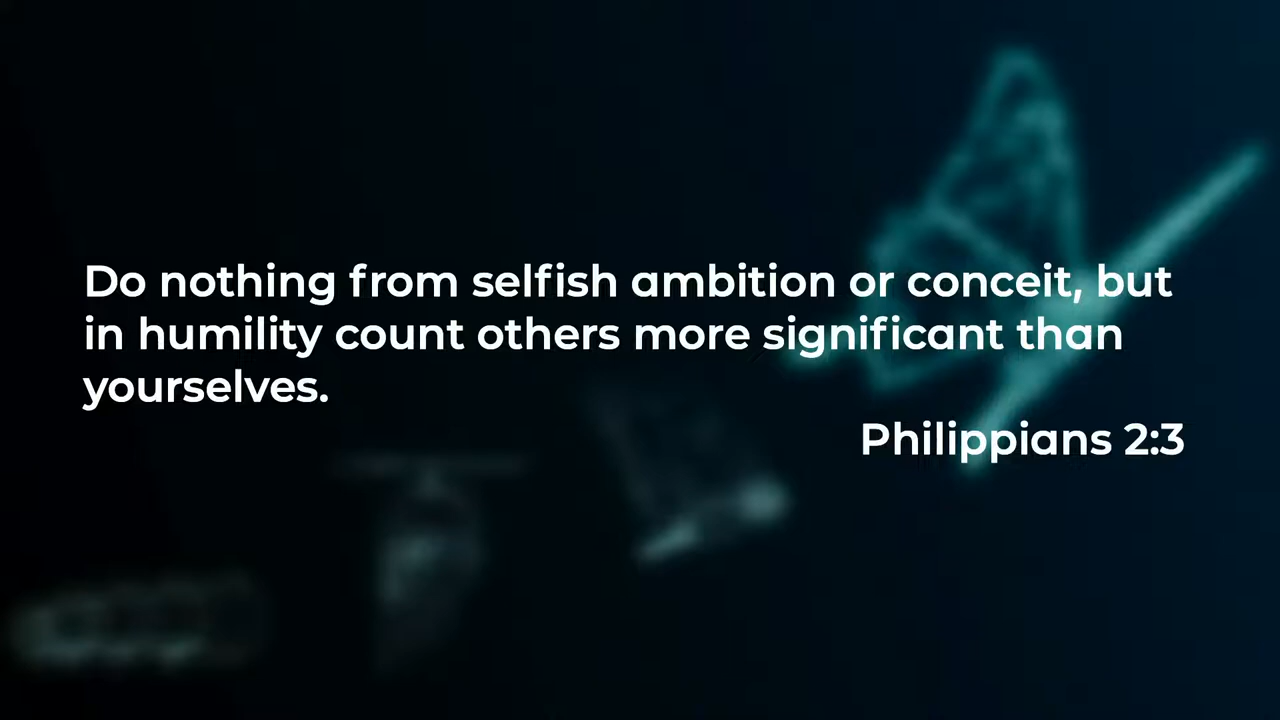 Do nothing from selfish ambition or conceit, but
in humility count others more significant than
yourselves.
Philippians 2:3